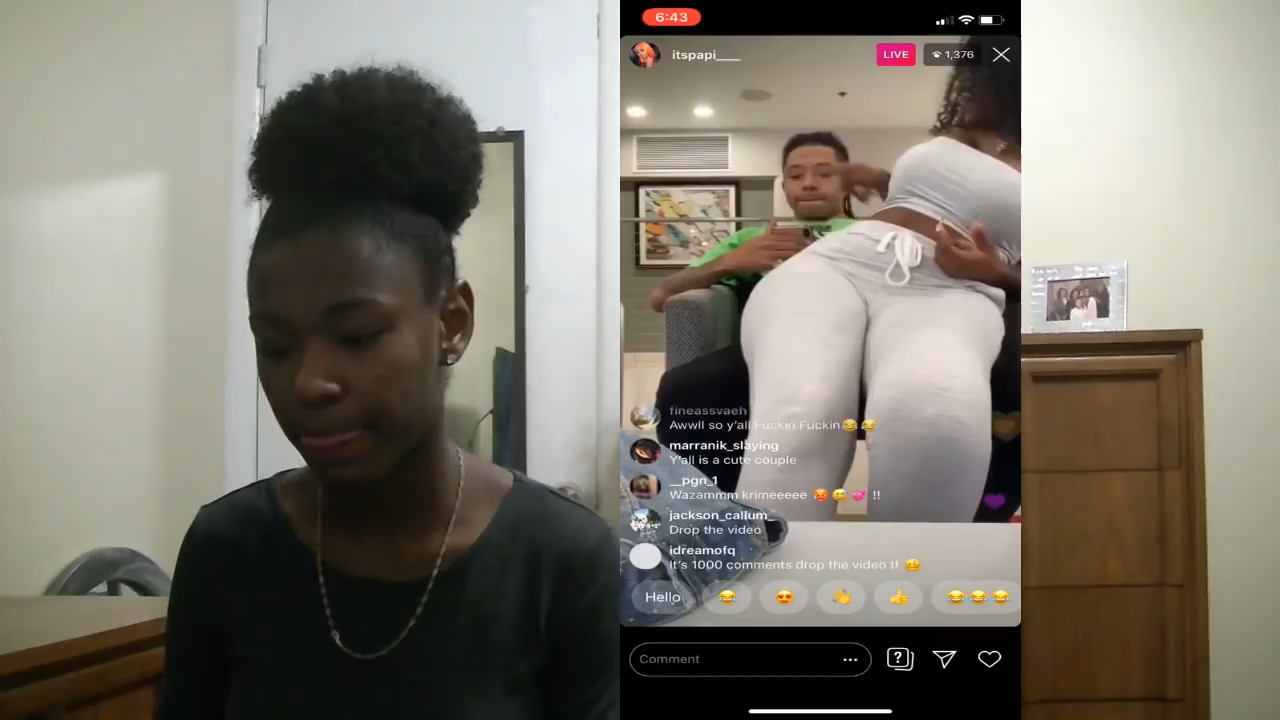 6:43
itspapi___
LIVE
1,376
fineassvaeh
Awwll so y'all Fuckin Fuckin😂😂
marranik_slaying
Y'all is a cute couple
__pgn_1
Wazammm krimeeeee 🥵🥴💞 !!
jackson_callum_
Drop the video
idreamofq
It's 1000 comments drop the video !!
Hello 😂 😍 👏 👍 😂😂😂
Comment